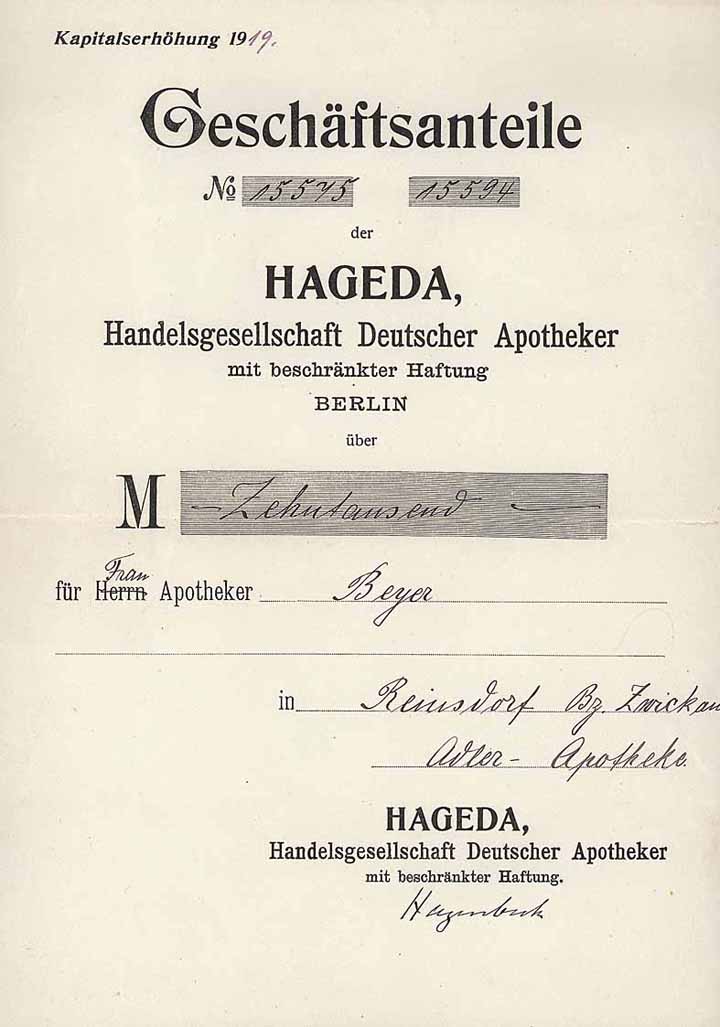 Kapitalserhöhung 1919.
Geschäftsanteile
No 15575 15594
der
HAGEDA,
Handelsgesellschaft Deutscher Apotheker
mit beschränkter Haftung
BERLIN
über
M – Zehntausend –
Frau
für Herrn Apotheker Beyer
in Reinsdorf Bz. Zwickau
Adler-Apotheke
HAGEDA,
Handelsgesellschaft Deutscher Apotheker
mit beschränkter Haftung.